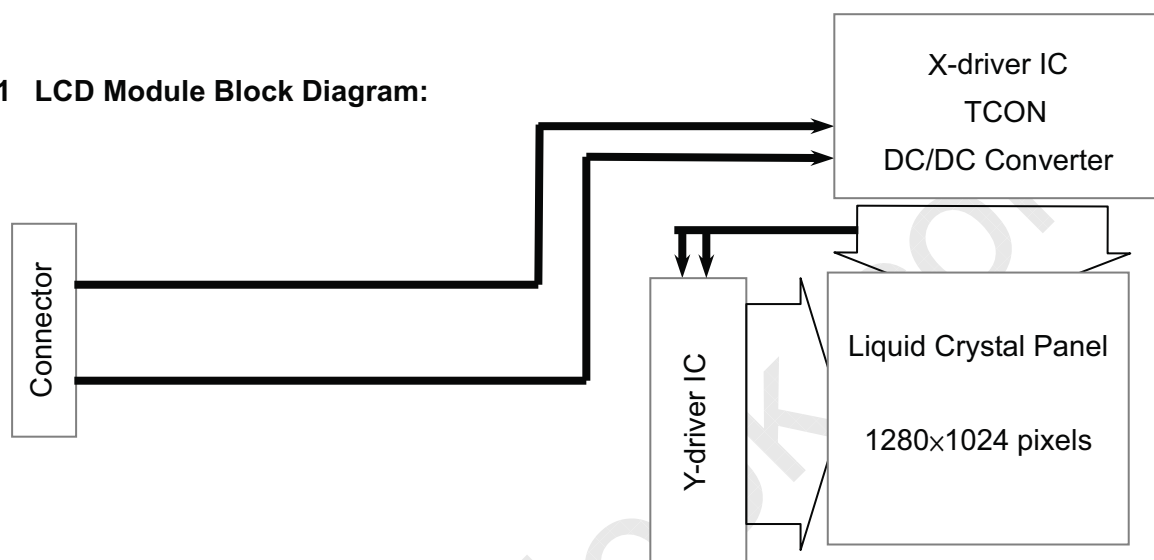 1 LCD Module Block Diagram:
X-driver IC
TCON
DC/DC Converter
Connector
Y-driver IC
Liquid Crystal Panel
1280×1024 pixels